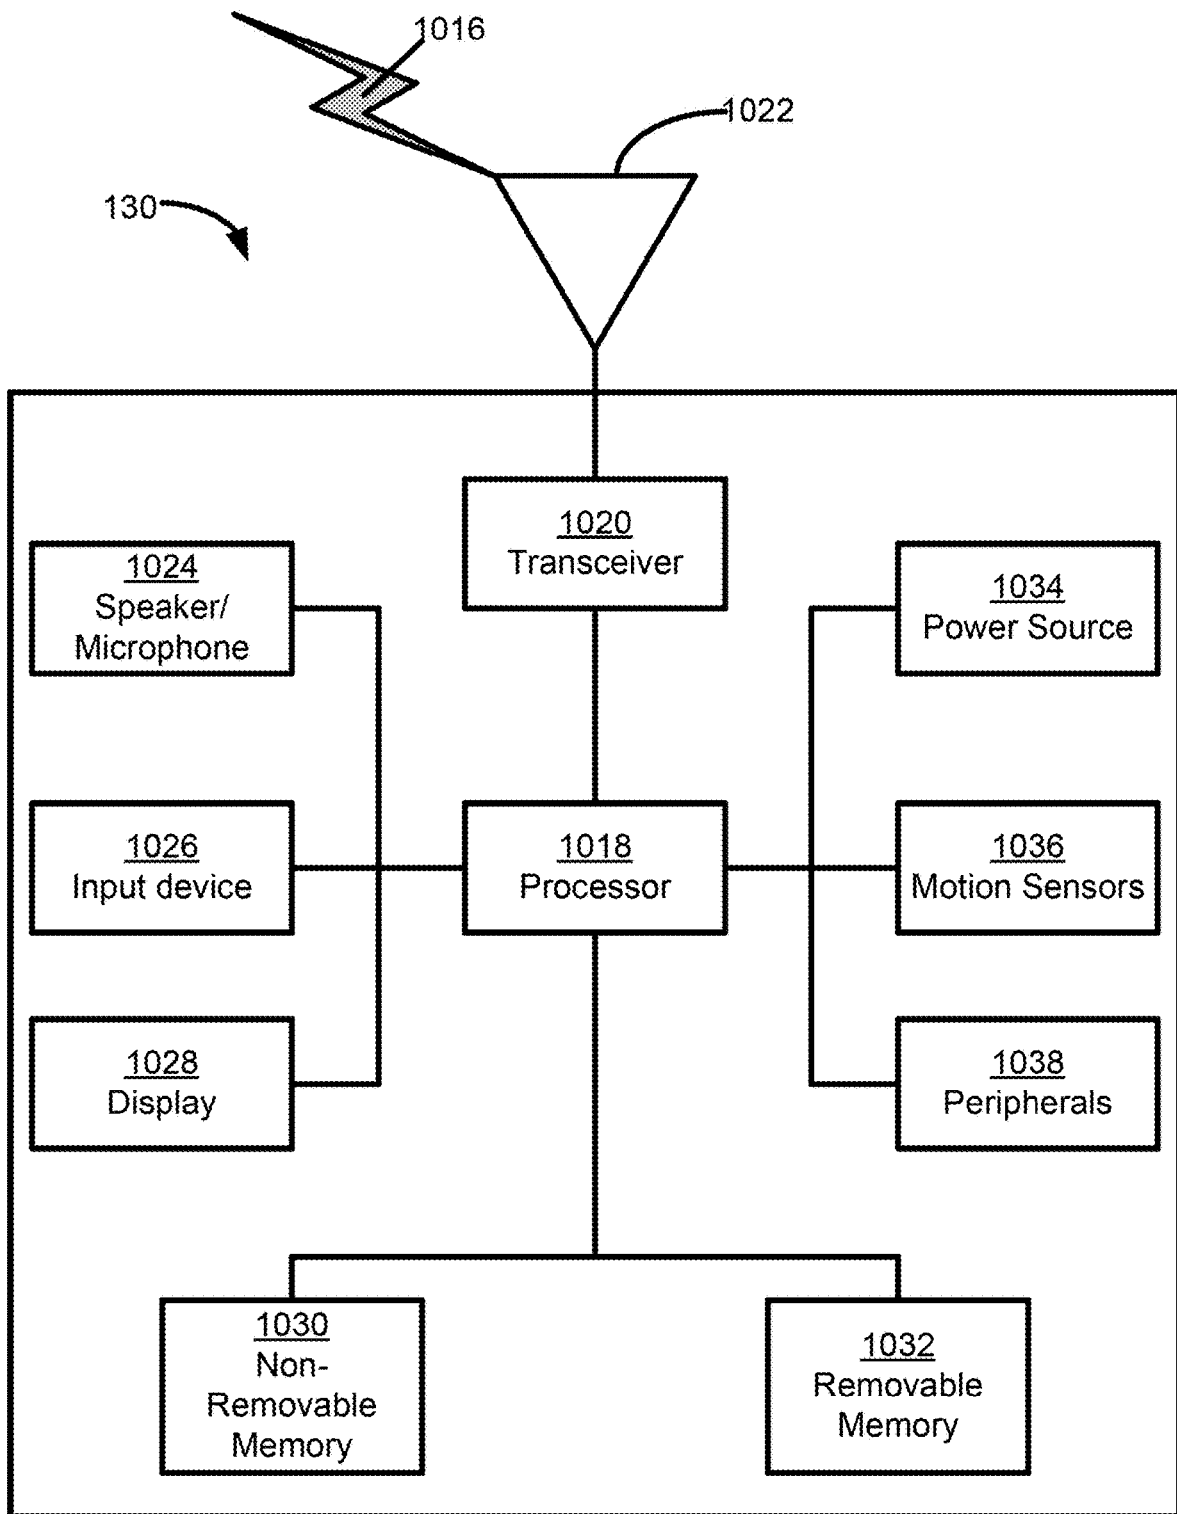 1016
1022
130
1020
Transceiver
1024
Speaker/
Microphone
1034
Power Source
1026
Input device
1018
Processor
1036
Motion Sensors
1028
Display
1038
Peripherals
1030
Non-
Removable
Memory
1032
Removable
Memory